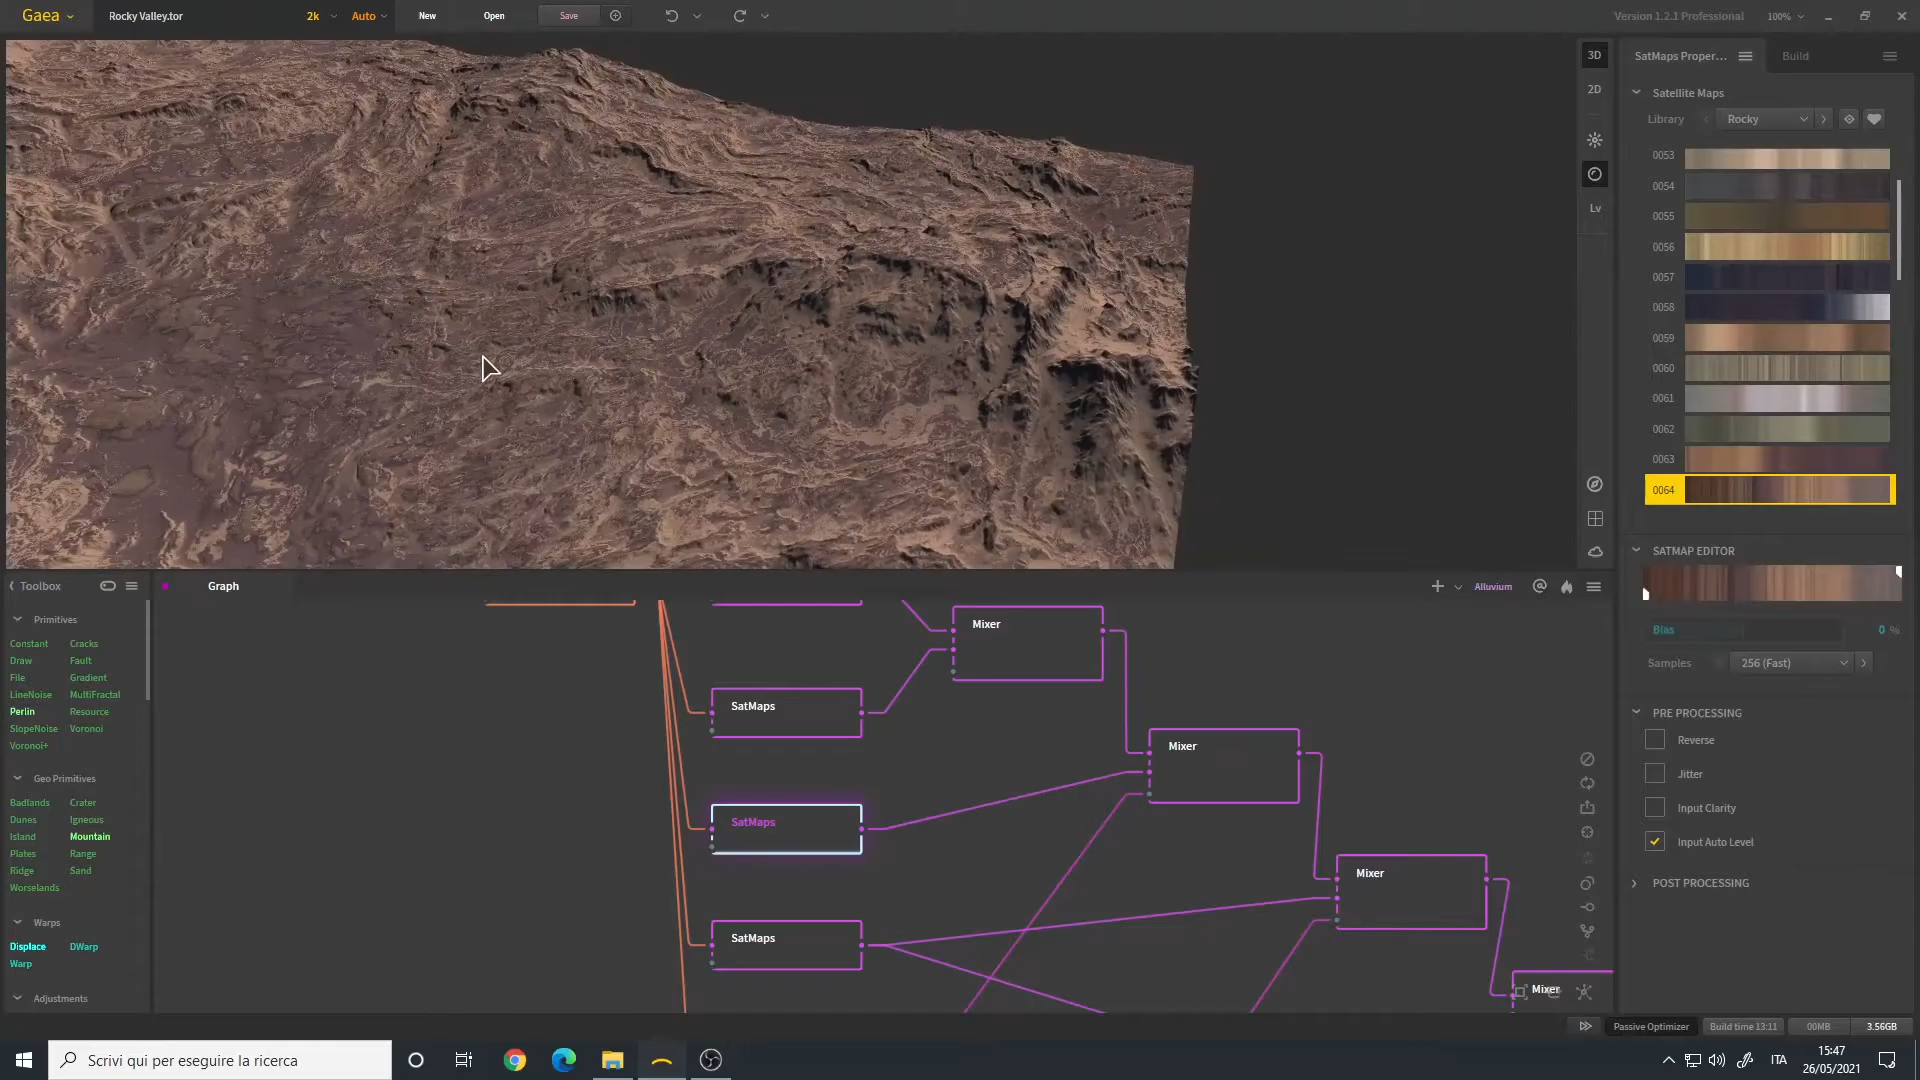 Gaea
Rocky Valley.tor
2k
Auto
New
Open
Save
Version 1.2.1 Professional
100%
3D
2D
Lv
SatMaps Proper...
Build
Satellite Maps
Library
Rocky
0053
0054
0055
0056
0057
0058
0059
0060
0061
0062
0063
0064
SATMAP EDITOR
Bias
0 %
Samples
256 (Fast)
PRE PROCESSING
Reverse
Jitter
Input Clarity
Input Auto Level
POST PROCESSING
Toolbox
Graph
Alluvium
Primitives
Constant Cracks
Draw Fault
File Gradient
LineNoise MultiFractal
Perlin Resource
SlopeNoise Voronoi
Voronoi+
Geo Primitives
Badlands Crater
Dunes Igneous
Island Mountain
Plates Range
Ridge Sand
Worselands
Warps
Displace DWarp
Warp
Adjustments
Mixer
SatMaps
Mixer
SatMaps
Mixer
SatMaps
Mixer
Passive Optimizer
Build time 13:11
00MB
3.56GB
Scrivi qui per eseguire la ricerca
ITA
15:47
26/05/2021